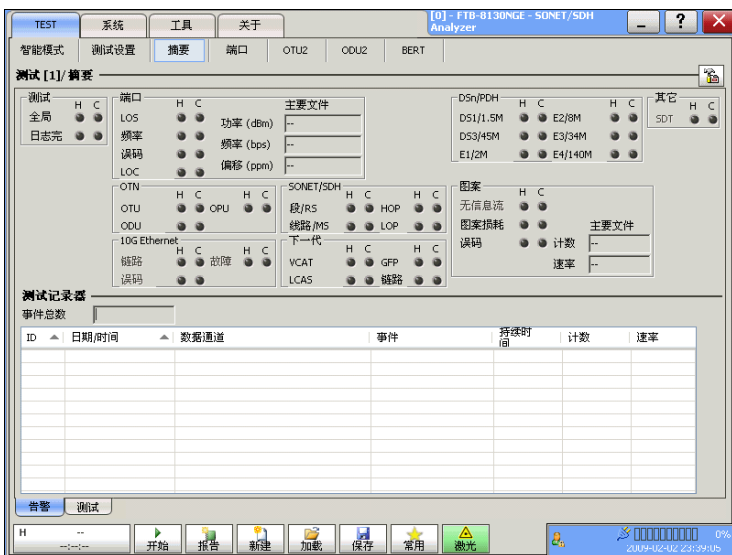 TEST 系统 工具 关于 [0] - FTB-8130NGE - SONET/SDH Analyzer ?
智能模式 测试设置 摘要 端口 OTU2 ODU2 BERT
测试 [1]/ 摘要
测试 H C
全局
日志完
端口 H C 主要文件
LOS 功率 (dBm) --
频率 频率 (bps) --
误码 偏移 (ppm) --
LOC
DSn/PDH H C H C
DS1/1.5M E2/8M
DS3/45M E3/34M
E1/2M E4/140M
其它 H C
SDT
OTN H C H C
OTU OPU
ODU
SONET/SDH H C H C
段/RS HOP
线路/MS LOP
图案 H C
无信息流
图案损耗 主要文件
误码 计数 --
速率 --
10G Ethernet H C H C
链路 故障
误码
下一代 H C H C
VCAT GFP
LCAS 链路
测试记录器
事件总数
ID 日期/时间 数据通道 事件 持续时间 计数 速率
告警 测试
H -- --:--:-- 开始 报告 新建 加载 保存 常用 激光 0%
2009-02-02 23:39:05